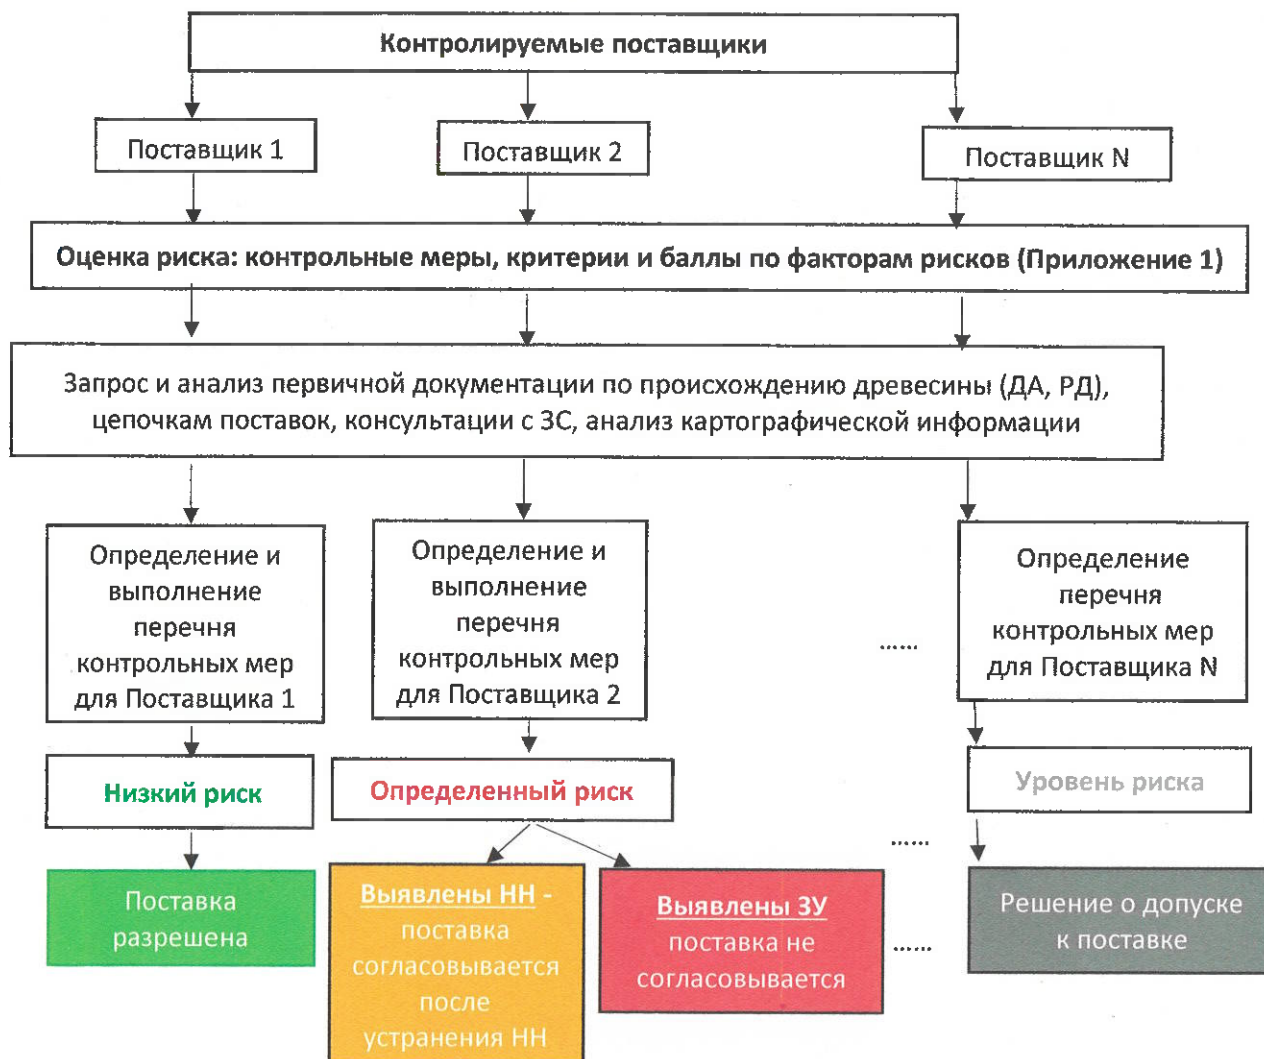 Контролируемые поставщики
Поставщик 1
Поставщик 2
Поставщик N
Оценка риска: контрольные меры, критерии и баллы по факторам рисков (Приложение 1)
Запрос и анализ первичной документации по происхождению древесины (ДА, РД),
цепочкам поставок, консультации с ЗС, анализ картографической информации
Определение и
выполнение
перечня
контрольных мер
для Поставщика 1
Определение и
выполнение
перечня
контрольных мер
для Поставщика 2
......
Определение
перечня
контрольных мер
для Поставщика N
Низкий риск
Определенный риск
Уровень риска
......
Поставка
разрешена
Выявлены НН -
поставка
согласовывается
после
устранения НН
Выявлены ЗУ
поставка не
согласовывается
......
Решение о допуске
к поставке